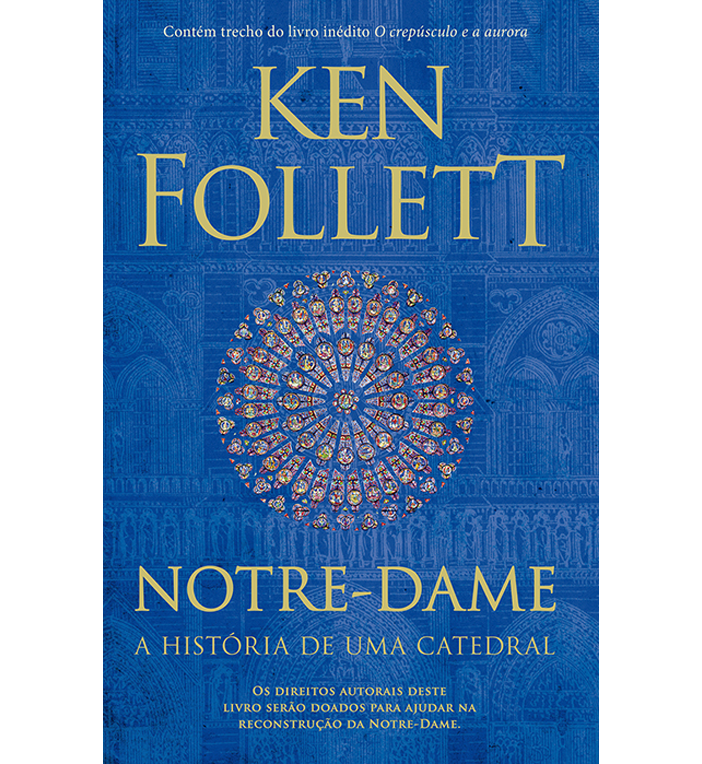 Contém trecho do livro inédito O crepúsculo e a aurora
KEN
FOLLETT
NOTRE-DAME
A HISTÓRIA DE UMA CATEDRAL
OS DIREITOS AUTORAIS DESTE
LIVRO SERÃO DOADOS PARA AJUDAR NA
RECONSTRUÇÃO DA NOTRE-DAME.